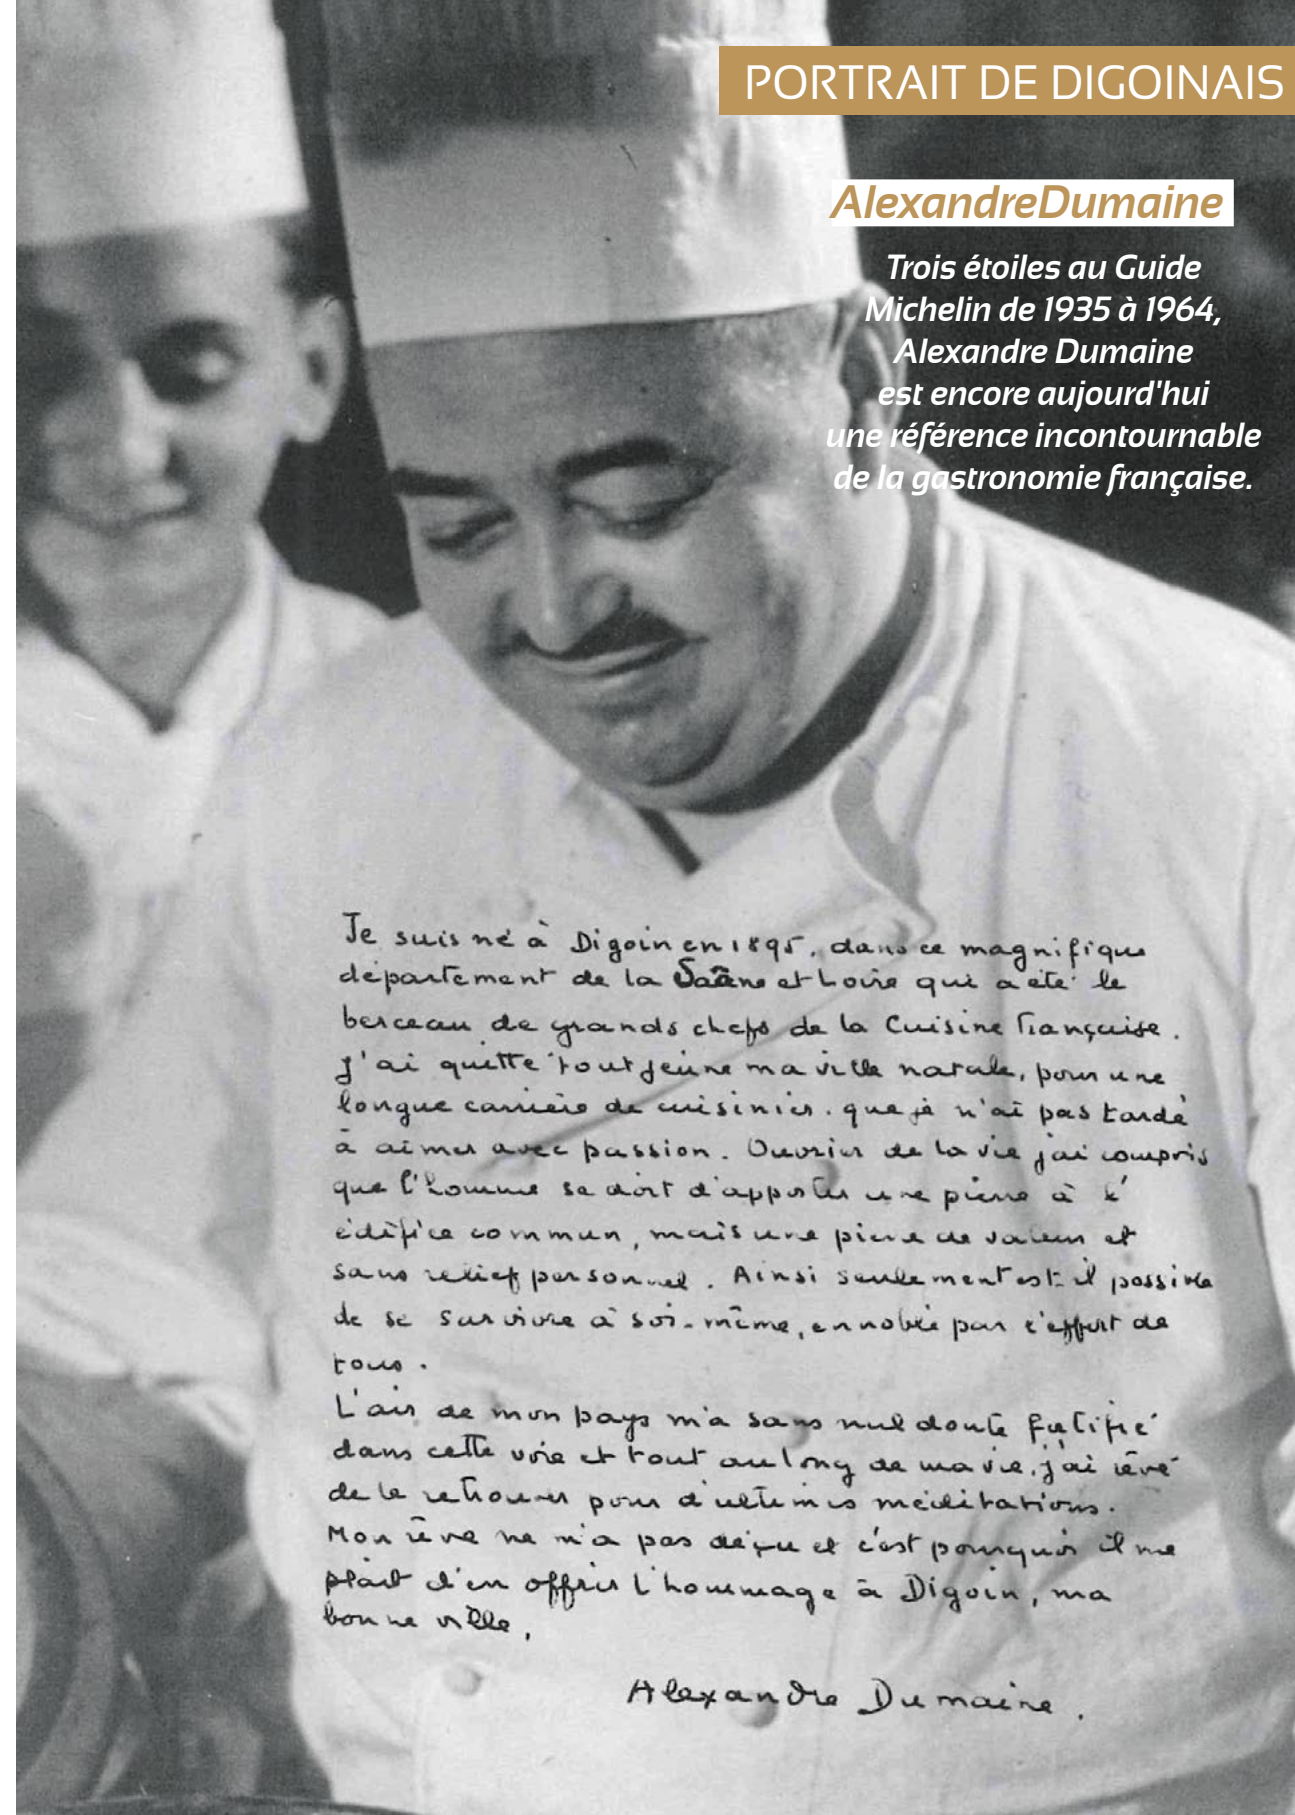 PORTRAIT DE DIGOINAIS
AlexandreDumaine
Trois étoiles au Guide
Michelin de 1935 à 1964,
Alexandre Dumaine
est encore aujourd'hui
une référence incontournable
de la gastronomie française.
Je suis né à Digoin en 1895, dans ce magnifique
département de la Saône et Loire qui a été le
berceau de grands chefs de la Cuisine Française.
J'ai quitté tout jeune ma ville natale, pour une
longue carrière de cuisinier. que je n'ai pas tardé
à aimer avec passion. Ouvrier de la vie j'ai compris
que l'homme se doit d'apporter une pierre à l'
édifice commun, mais une pierre de valeur et
sans relief personnel. Ainsi seulement est-il possible
de se survivre à soi-même, ennoblie par l'effort de
tous.
L'air de mon pays m'a sans nul doute fortifié
dans cette voie et tout au long de ma vie, j'ai rêvé
de le retrouver pour d'ultimes méditations.
Mon rêve ne m'a pas déçu et c'est pourquoi il me
plaît d'en offrir l'hommage à Digoin, ma
bonne ville,
Alexandre Dumaine.